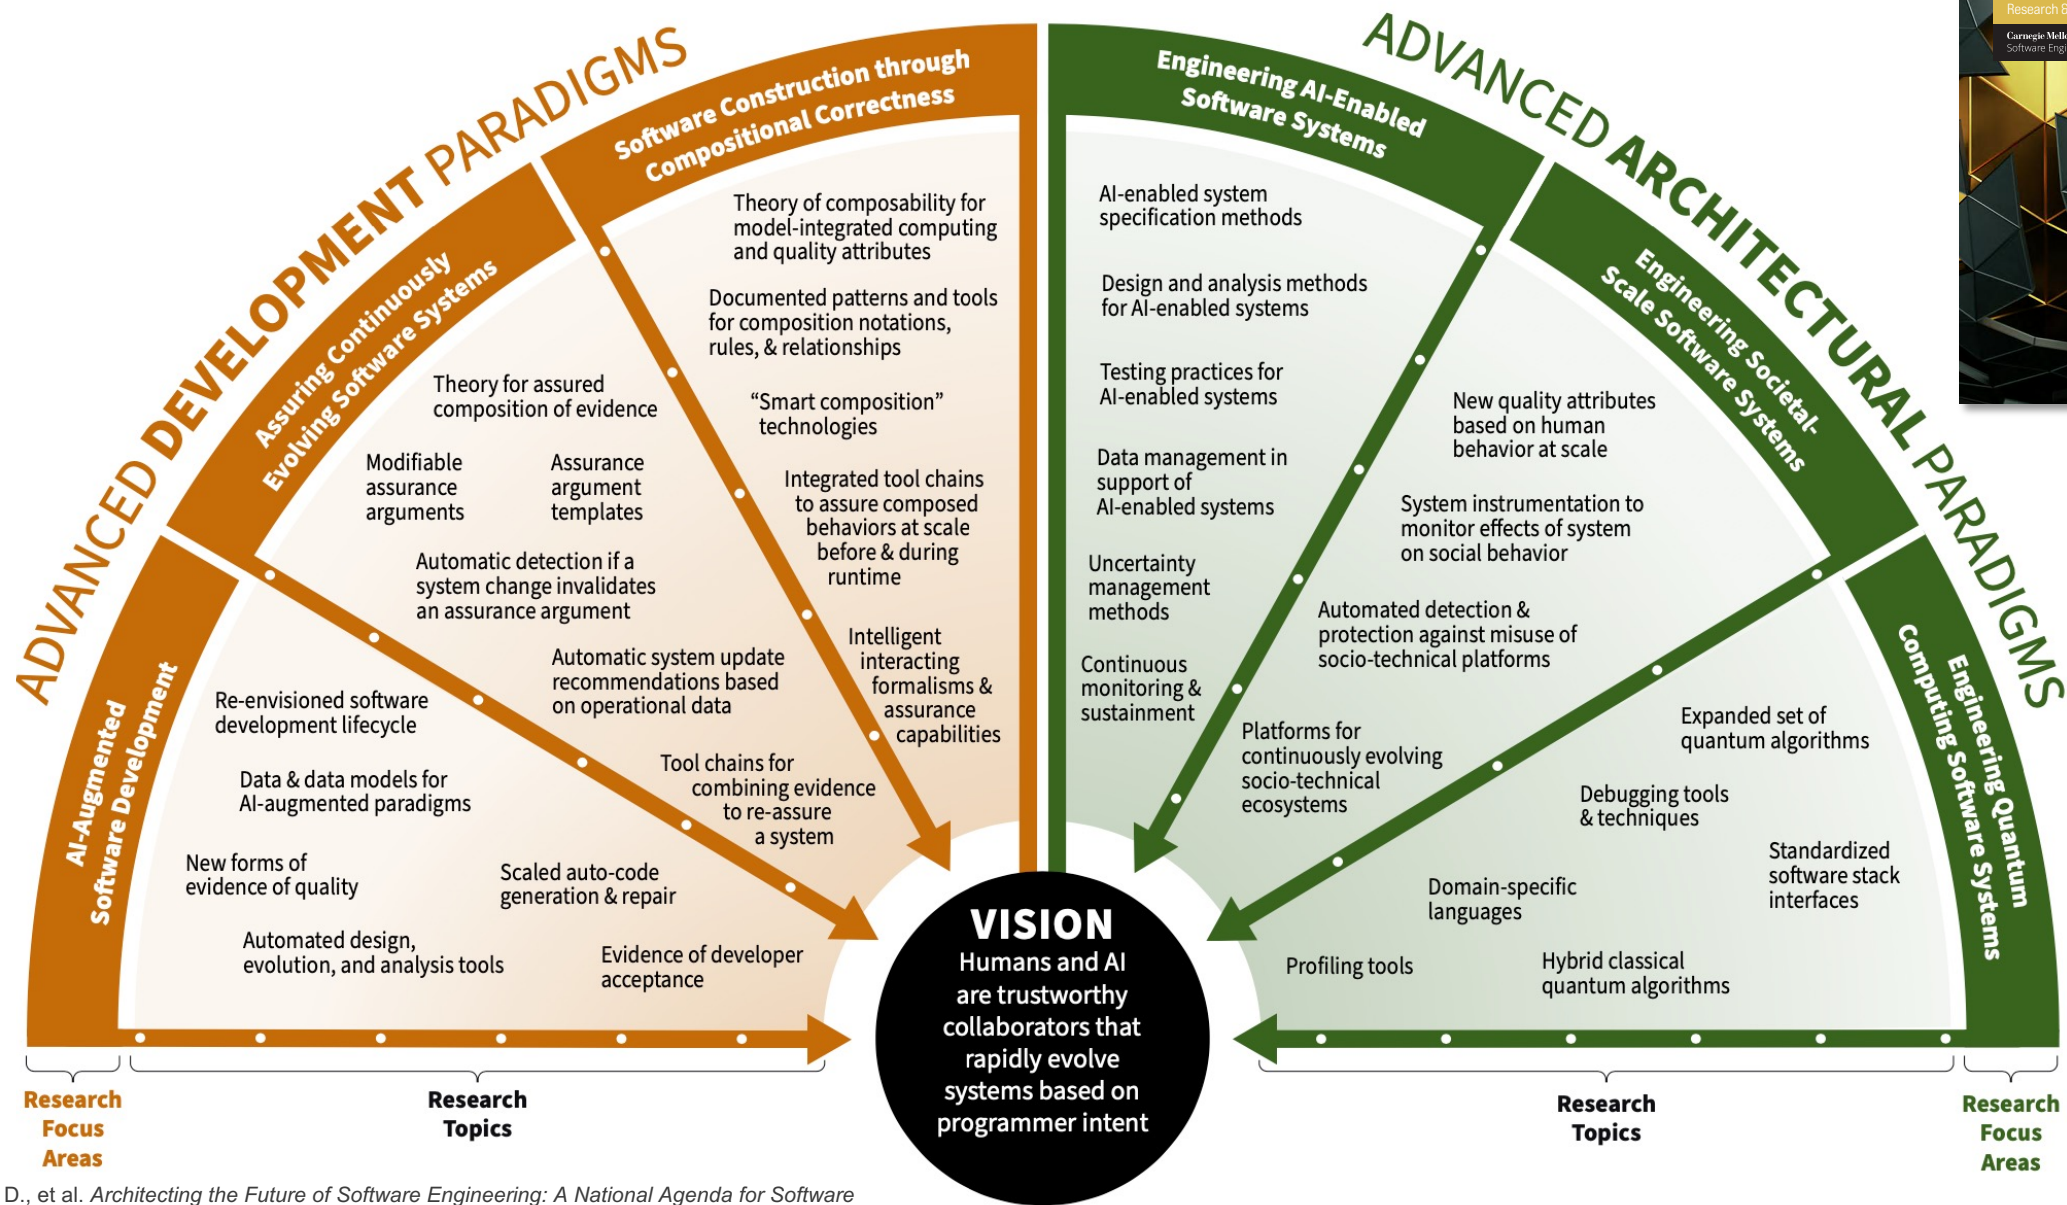 ADVANCED DEVELOPMENT PARADIGMS
AI-Augmented
Software Development
Re-envisioned software
development lifecycle
Data & data models for
AI-augmented paradigms
New forms of
evidence of quality
Scaled auto-code
generation & repair
Automated design,
evolution, and analysis tools
Evidence of developer
acceptance
Assuring Continuously
Evolving Software Systems
Theory for assured
composition of evidence
Modifiable
assurance
arguments
Assurance
argument
templates
Automatic detection if a
system change invalidates
an assurance argument
Automatic system update
recommendations based
on operational data
Tool chains for
combining evidence
to re-assure
a system
Software Construction through
Compositional Correctness
Theory of composability for
model-integrated computing
and quality attributes
Documented patterns and tools
for composition notations,
rules, & relationships
“Smart composition”
technologies
Integrated tool chains
to assure composed
behaviors at scale
before & during
runtime
Intelligent
interacting
formalisms &
assurance
capabilities
ADVANCED ARCHITECTURAL PARADIGMS
Engineering AI-Enabled
Software Systems
AI-enabled system
specification methods
Design and analysis methods
for AI-enabled systems
Testing practices for
AI-enabled systems
Data management in
support of
AI-enabled systems
Uncertainty
management
methods
Continuous
monitoring &
sustainment
Engineering Societal-
Scale Software Systems
New quality attributes
based on human
behavior at scale
System instrumentation to
monitor effects of system
on social behavior
Automated detection &
protection against misuse of
socio-technical platforms
Platforms for
continuously evolving
socio-technical
ecosystems
Engineering Quantum
Computing Software Systems
Expanded set of
quantum algorithms
Debugging tools
& techniques
Standardized
software stack
interfaces
Domain-specific
languages
Profiling tools
Hybrid classical
quantum algorithms
VISION
Humans and AI
are trustworthy
collaborators that
rapidly evolve
systems based on
programmer intent
Research
Focus
Areas
Research
Topics
Research
Topics
Research
Focus
Areas
Research &
Carnegie Mell
Software Engi
D., et al. Architecting the Future of Software Engineering: A National Agenda for Software